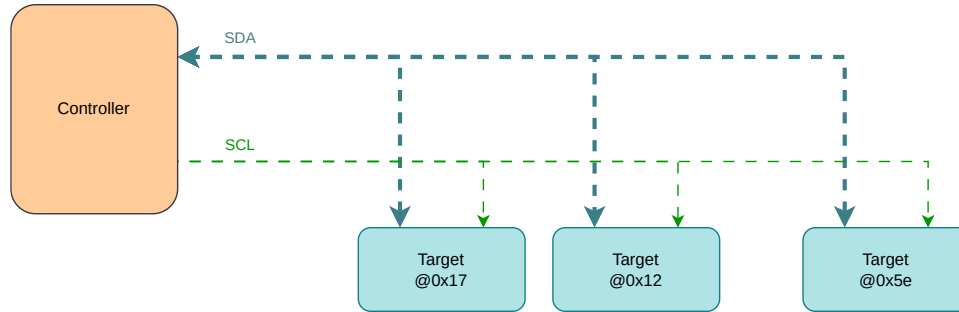 SDA
Controller
SCL
Target
@0x17
Target
@0x12
Target
@0x5e